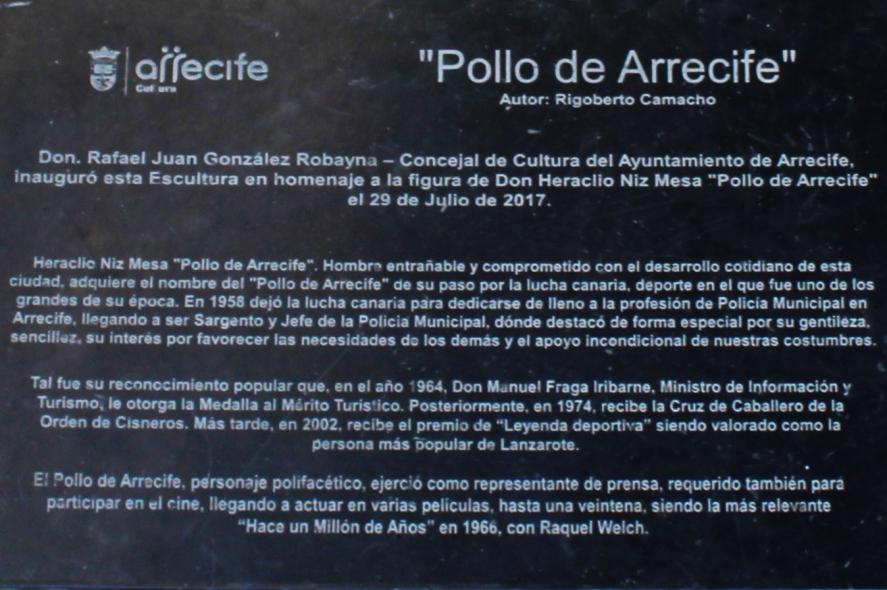 arrecife
Cultura
"Pollo de Arrecife"
Autor: Rigoberto Camacho
Don. Rafael Juan González Robayna – Concejal de Cultura del Ayuntamiento de Arrecife,
inauguró esta Escultura en homenaje a la figura de Don Heraclio Niz Mesa "Pollo de Arrecife"
el 29 de Julio de 2017.
Heraclio Niz Mesa "Pollo de Arrecife". Hombre entrañable y comprometido con el desarrollo cotidiano de esta
ciudad, adquiere el nombre del "Pollo de Arrecife" de su paso por la lucha canaria, deporte en el que fue uno de los
grandes de su época. En 1958 dejó la lucha canaria para dedicarse de lleno a la profesión de Policía Municipal en
Arrecife, llegando a ser Sargento y Jefe de la Policía Municipal, dónde destacó de forma especial por su gentileza,
sencillez, su interés por favorecer las necesidades de los demás y el apoyo incondicional de nuestras costumbres.
Tal fue su reconocimiento popular que, en el año 1964, Don Manuel Fraga Iribarne, Ministro de Información y
Turismo, le otorga la Medalla al Mérito Turístico. Posteriormente, en 1974, recibe la Cruz de Caballero de la
Orden de Cisneros. Más tarde, en 2002, recibe el premio de “Leyenda deportiva” siendo valorado como la
persona más popular de Lanzarote.
El Pollo de Arrecife, personaje polifacético, ejerció como representante de prensa, requerido también para
participar en el cine, llegando a actuar en varias películas, hasta una veintena, siendo la más relevante
“Hace un Millón de Años” en 1966, con Raquel Welch.